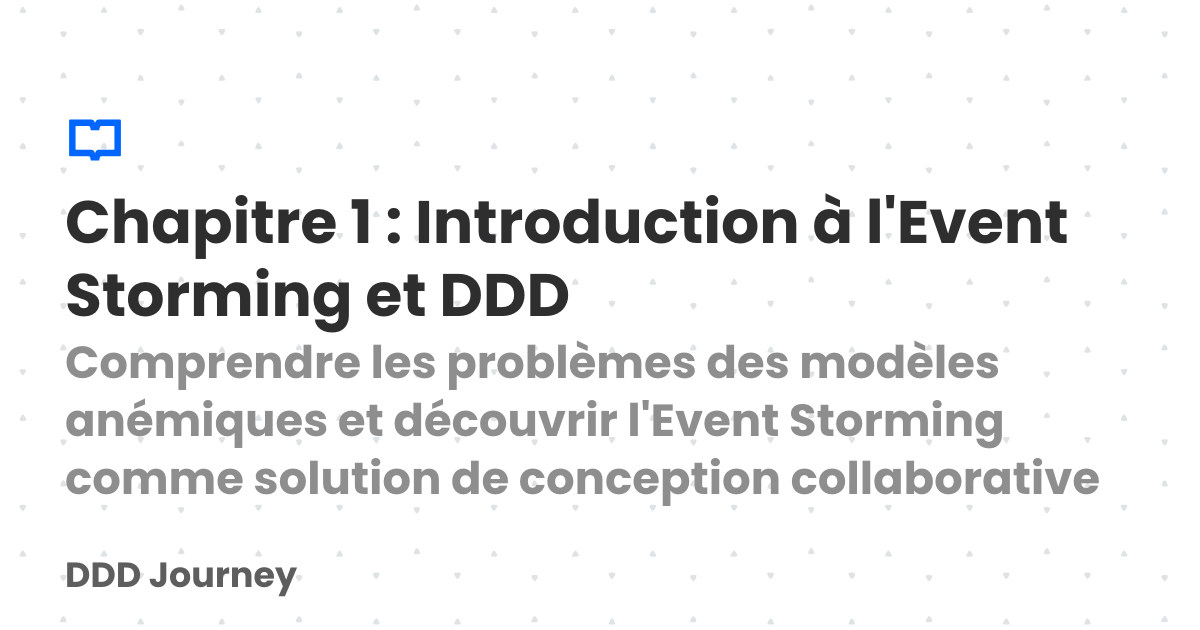 Chapitre 1 : Introduction à l'Event
Storming et DDD
Comprendre les problèmes des modèles
anémiques et découvrir l'Event Storming
comme solution de conception collaborative
DDD Journey